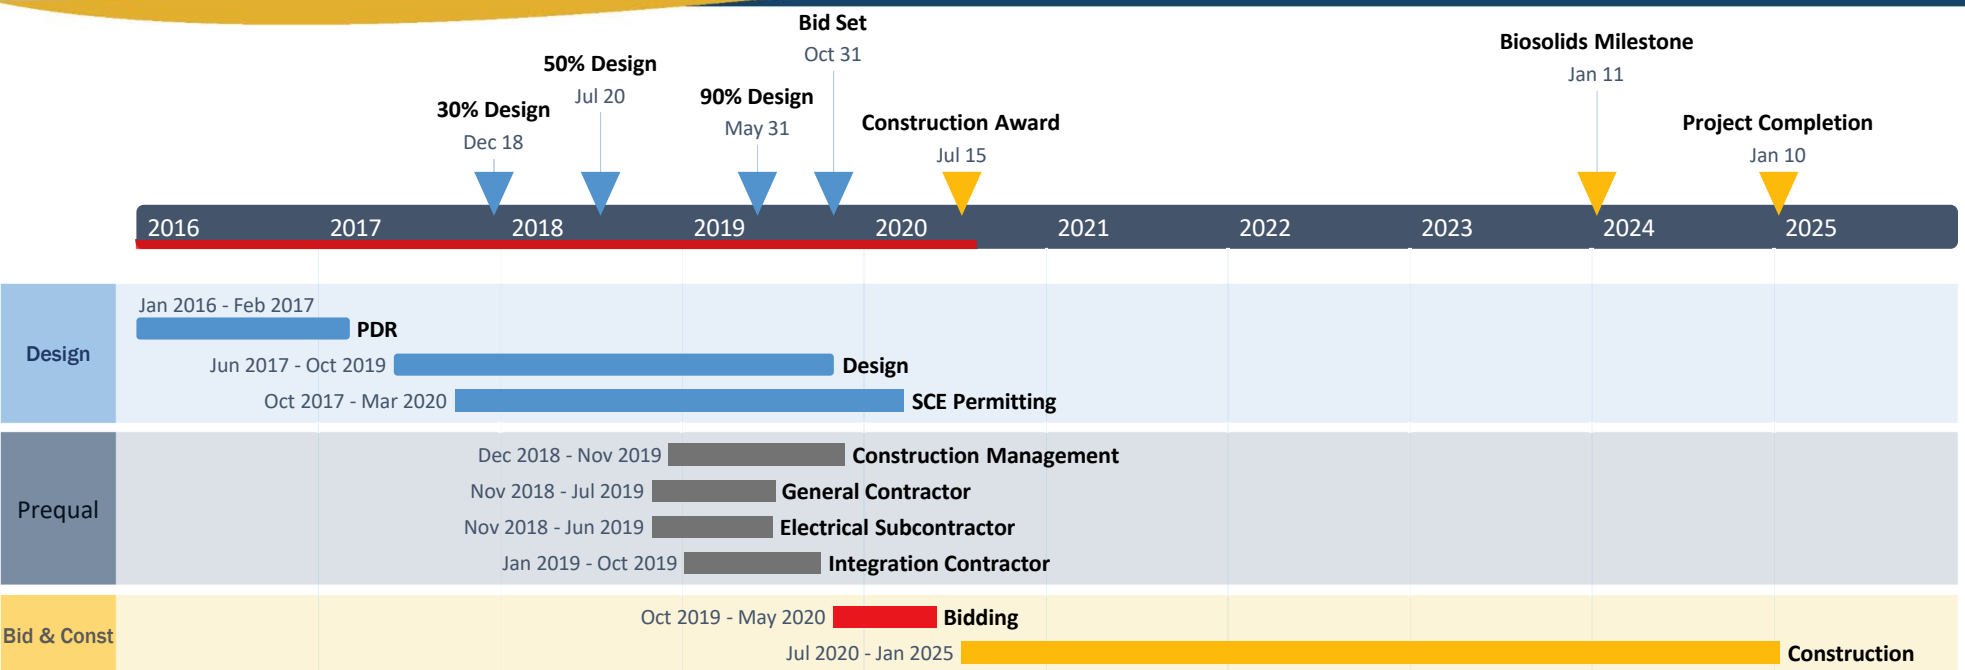 Bid Set
Oct 31
Biosolids Milestone
Jan 11
50% Design
Jul 20
90% Design
May 31
30% Design
Dec 18
Construction Award
Jul 15
Project Completion
Jan 10
2016 2017 2018 2019 2020 2021 2022 2023 2024 2025
Design
Jan 2016 - Feb 2017
PDR
Jun 2017 - Oct 2019 Design
Oct 2017 - Mar 2020 SCE Permitting
Prequal
Dec 2018 - Nov 2019 Construction Management
Nov 2018 - Jul 2019 General Contractor
Nov 2018 - Jun 2019 Electrical Subcontractor
Jan 2019 - Oct 2019 Integration Contractor
Bid & Const
Oct 2019 - May 2020 Bidding
Jul 2020 - Jan 2025 Construction